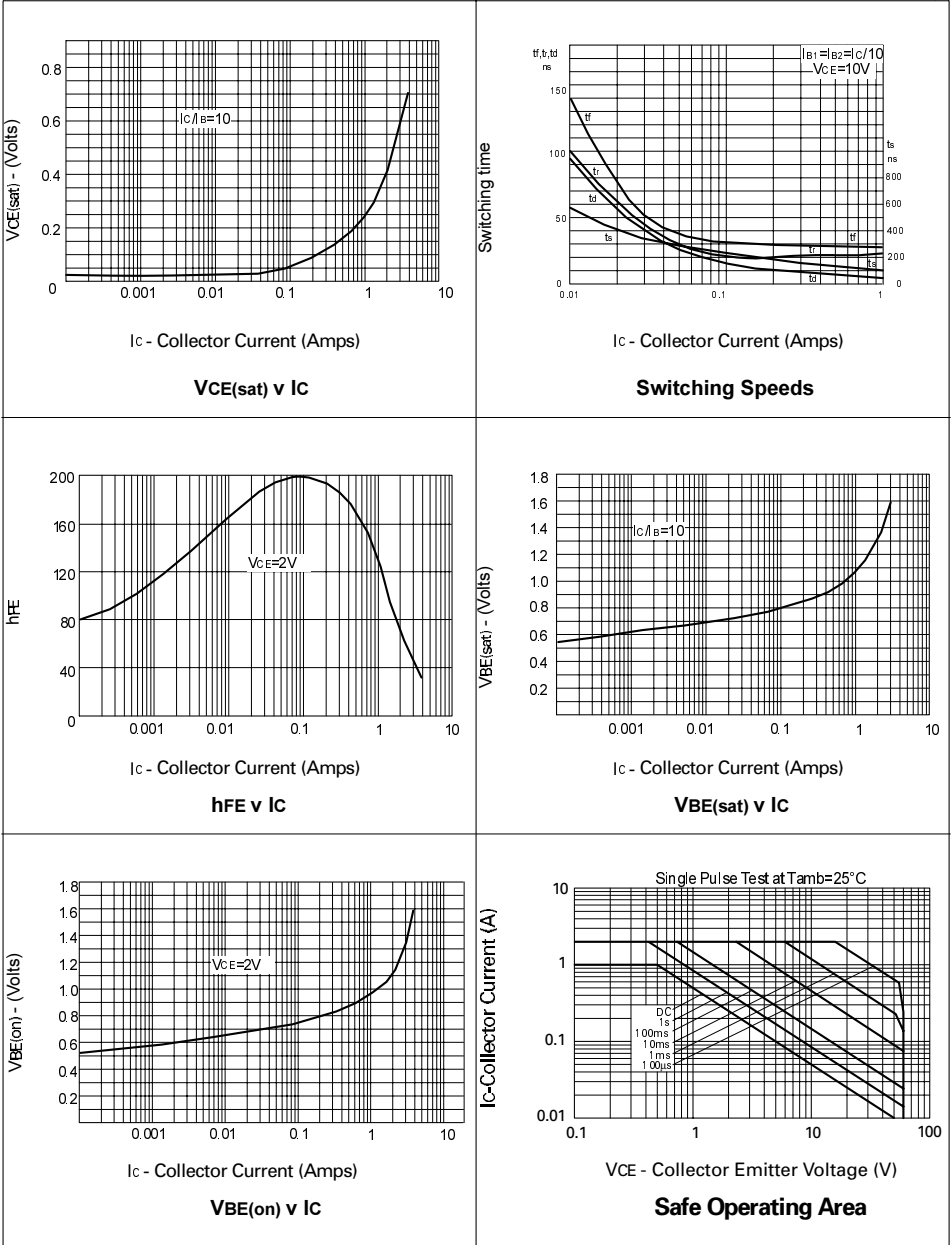 0.8
0.6
0.4
0.2
0
IC/IB=10
VCE(sat) - (Volts)
0.001 0.01 0.1 1 10
IC - Collector Current (Amps)
VCE(sat) v IC
tf,tr,td
ns
IB1=IB2=IC/10
VCE=10V
150
100
50
0
Switching time
ts
ns
800
600
400
200
0
tf
tr
td
ts
tf
tr
ts
td
0.01 0.1 1
IC - Collector Current (Amps)
Switching Speeds
200
160
120
80
40
0
hFE
VCE=2V
0.001 0.01 0.1 1 10
IC - Collector Current (Amps)
hFE v IC
1.8
1.6
1.4
1.2
1.0
0.8
0.6
0.4
0.2
VBE(sat) - (Volts)
IC/IB=10
0.001 0.01 0.1 1 10
IC - Collector Current (Amps)
VBE(sat) v IC
1.8
1.6
1.4
1.2
1.0
0.8
0.6
0.4
0.2
VBE(on) - (Volts)
VCE=2V
0.001 0.01 0.1 1 10
IC - Collector Current (Amps)
VBE(on) v IC
Single Pulse Test at Tamb=25°C
10
1
0.1
0.01
IC-Collector Current (A)
DC
1s
100ms
10ms
1ms
100µs
0.1 1 10 100
VCE - Collector Emitter Voltage (V)
Safe Operating Area